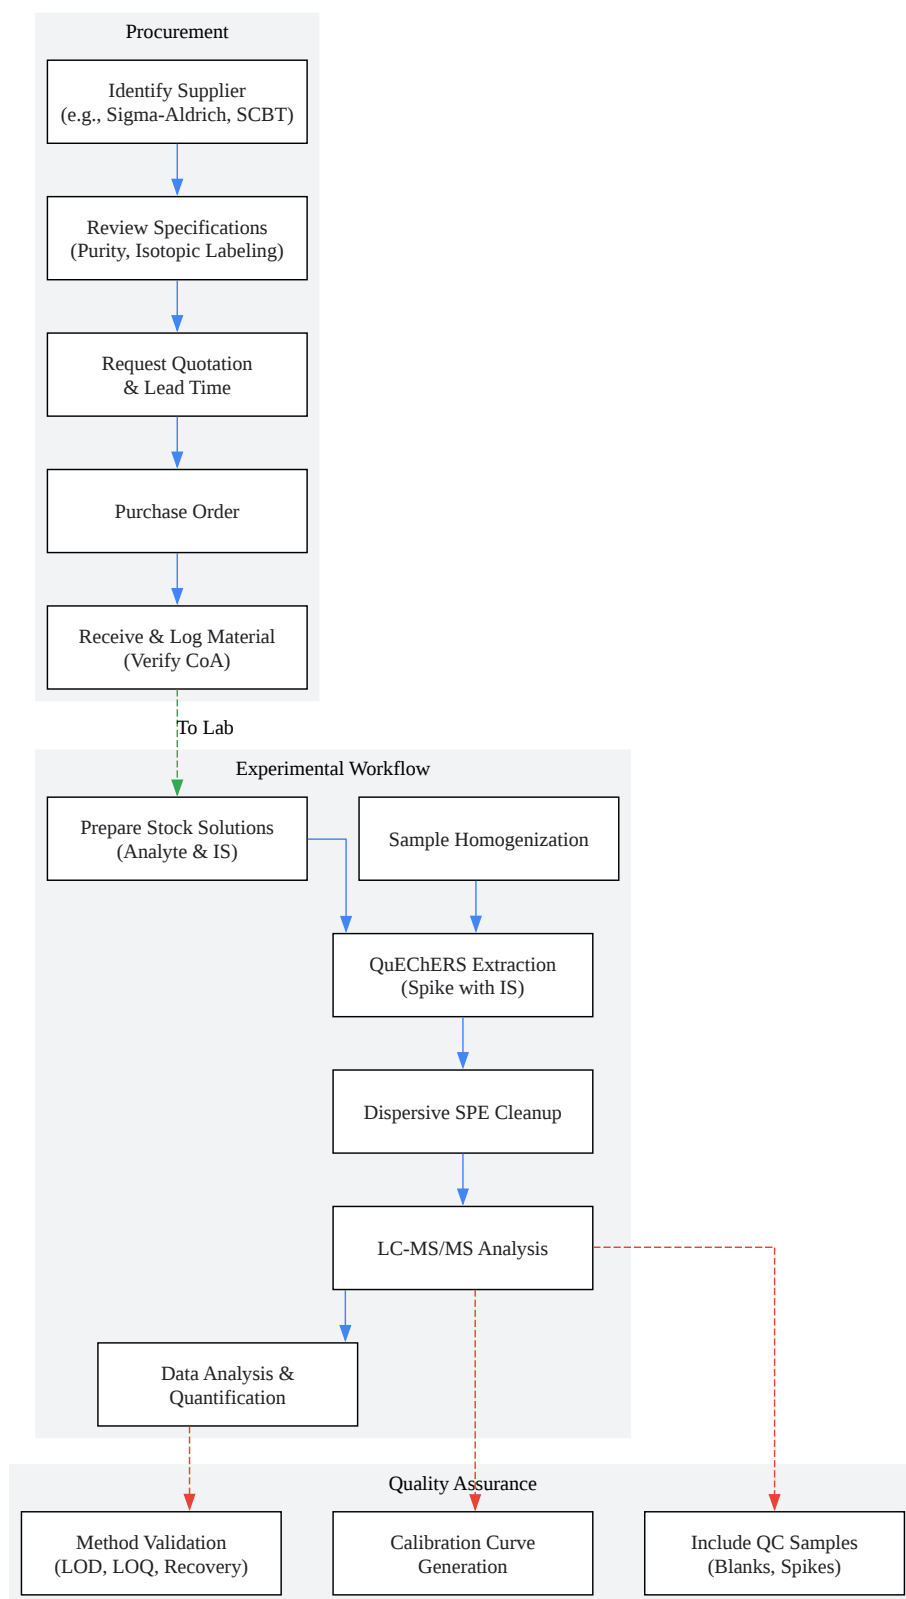 Procurement
Identify Supplier
(e.g., Sigma-Aldrich, SCBT)
Review Specifications
(Purity, Isotopic Labeling)
Request Quotation
& Lead Time
Purchase Order
Receive & Log Material
(Verify CoA)
To Lab
Experimental Workflow
Prepare Stock Solutions
(Analyte & IS)
Sample Homogenization
QuEChERS Extraction
(Spike with IS)
Dispersive SPE Cleanup
LC-MS/MS Analysis
Data Analysis &
Quantification
Quality Assurance
Method Validation
(LOD, LOQ, Recovery)
Calibration Curve
Generation
Include QC Samples
(Blanks, Spikes)